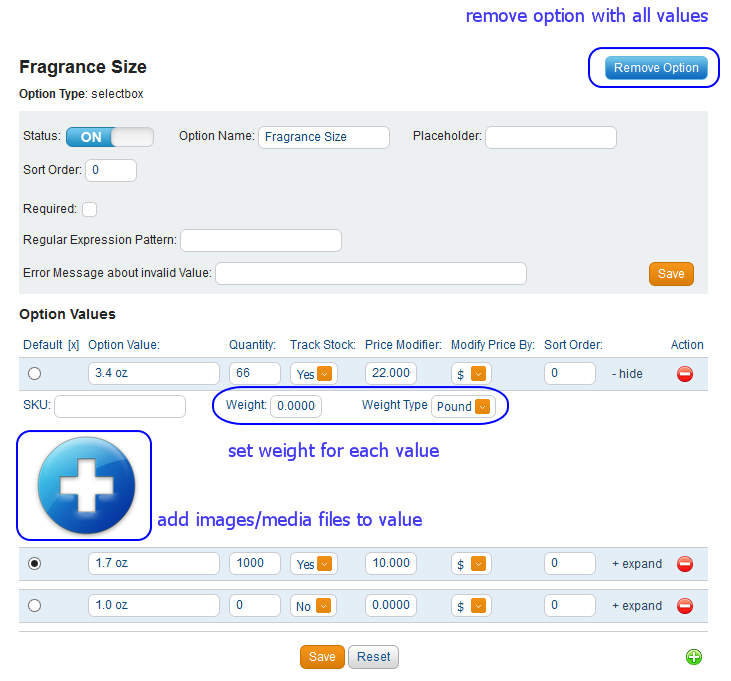 remove option with all values
Fragrance Size
Remove Option
Option Type: selectbox
Status: ON Option Name: Fragrance Size Placeholder:
Sort Order: 0
Required:
Regular Expression Pattern:
Error Message about invalid Value: Save
Option Values
Default [x] Option Value: Quantity: Track Stock: Price Modifier: Modify Price By: Sort Order: Action
3.4 oz 66 Yes 22.000 $ 0 - hide
SKU: Weight: 0.0000 Weight Type Pound
set weight for each value
add images/media files to value
1.7 oz 1000 Yes 10.000 $ 0 + expand
1.0 oz 0 No 0.0000 $ 0 + expand
Save Reset